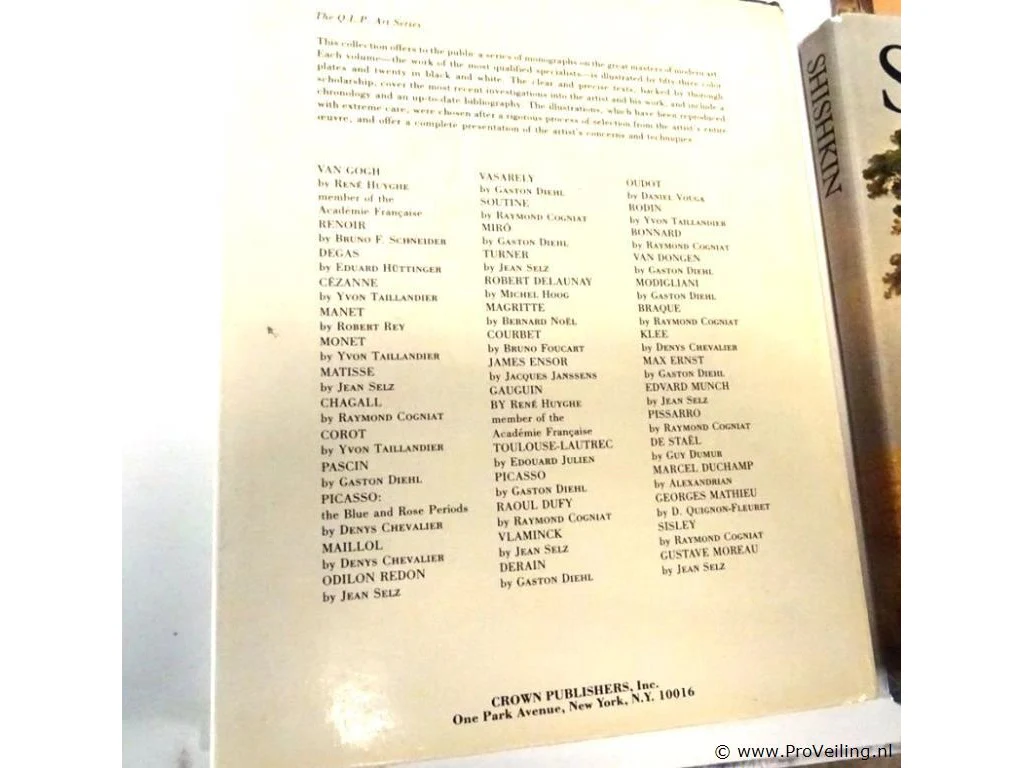 The Q.L.P. Art Series
This collection offers to the public a series of monographs on the great masters of modern art.
Each volume—the work of the most qualified specialists—is illustrated by fifty-three color
plates and twenty in black and white. The clear and precise texts, backed by thorough
scholarship, cover the most recent investigations into the artist and his work, and include a
chronology and an up-to-date bibliography. The illustrations, which have been reproduced
with extreme care, were chosen after a rigorous process of selection from the artist's entire
œuvre, and offer a complete presentation of the artist's concerns and techniques.
VAN GOGH
by RENÉ HUYGHE
member of the
Académie Française
RENOIR
by BRUNO F. SCHNEIDER
DEGAS
by EDUARD HÜTTINGER
CÉZANNE
by YVON TAILLANDIER
MANET
by ROBERT REY
MONET
by YVON TAILLANDIER
MATISSE
by JEAN SELZ
CHAGALL
by RAYMOND COGNIAT
COROT
by YVON TAILLANDIER
PASCIN
by GASTON DIEHL
PICASSO:
the Blue and Rose Periods
by DENYS CHEVALIER
MAILLOL
by DENYS CHEVALIER
ODILON REDON
by JEAN SELZ
VASARELY
by GASTON DIEHL
SOUTINE
by RAYMOND COGNIAT
MIRÓ
by GASTON DIEHL
TURNER
by JEAN SELZ
ROBERT DELAUNAY
by MICHEL HOOG
MAGRITTE
by BERNARD NOËL
COURBET
by BRUNO FOUCART
JAMES ENSOR
by JACQUES JANSSENS
GAUGUIN
BY RENÉ HUYGHE
member of the
Académie Française
TOULOUSE-LAUTREC
by EDOUARD JULIEN
PICASSO
by GASTON DIEHL
RAOUL DUFY
by RAYMOND COGNIAT
VLAMINCK
by JEAN SELZ
DERAIN
by GASTON DIEHL
OUDOT
by DANIEL VOUGA
RODIN
by YVON TAILLANDIER
BONNARD
by RAYMOND COGNIAT
VAN DONGEN
by GASTON DIEHL
MODIGLIANI
by GASTON DIEHL
BRAQUE
by RAYMOND COGNIAT
KLEE
by DENYS CHEVALIER
MAX ERNST
by GASTON DIEHL
EDVARD MUNCH
by JEAN SELZ
PISSARRO
by RAYMOND COGNIAT
DE STAËL
by GUY DUMUR
MARCEL DUCHAMP
by ALEXANDRIAN
GEORGES MATHIEU
by D. QUIGNON-FLEURET
SISLEY
by RAYMOND COGNIAT
GUSTAVE MOREAU
by JEAN SELZ
CROWN PUBLISHERS, Inc.
One Park Avenue, New York, N.Y. 10016
SHISHKIN
S
© www.ProVeiling.nl